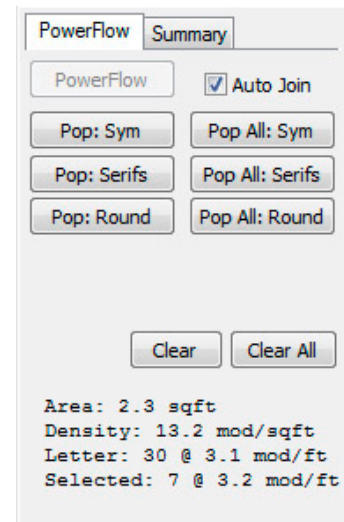 PowerFlow Summary
PowerFlow Auto Join
Pop: Sym Pop All: Sym
Pop: Serifs Pop All: Serifs
Pop: Round Pop All: Round
Clear Clear All
Area: 2.3 sqft
Density: 13.2 mod/sqft
Letter: 30 @ 3.1 mod/ft
Selected: 7 @ 3.2 mod/ft